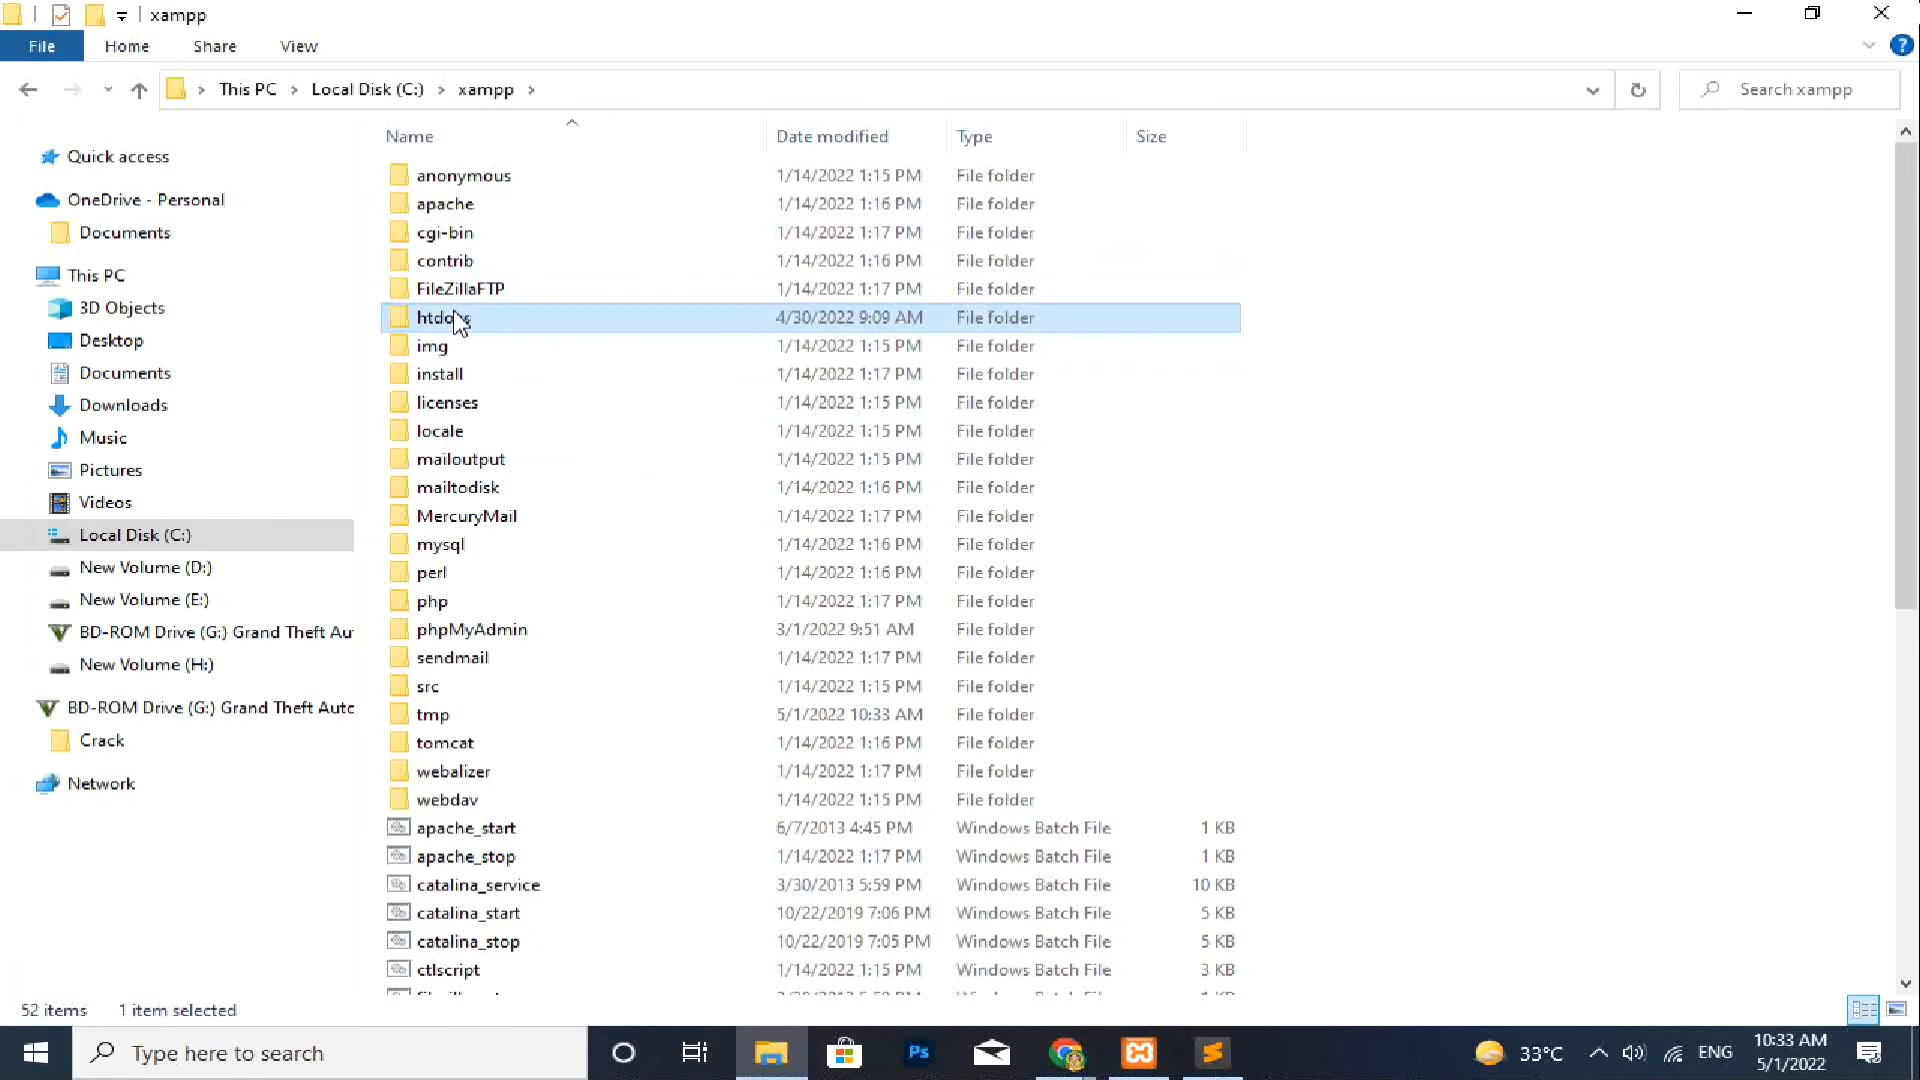 xampp
File Home Share View
This PC Local Disk (C:) xampp
Search xampp
Name Date modified Type Size
Quick access
OneDrive - Personal
Documents
This PC
3D Objects
Desktop
Documents
Downloads
Music
Pictures
Videos
Local Disk (C:)
New Volume (D:)
New Volume (E:)
BD-ROM Drive (G:) Grand Theft Au
New Volume (H:)
BD-ROM Drive (G:) Grand Theft Autc
Crack
Network
anonymous 1/14/2022 1:15 PM File folder
apache 1/14/2022 1:16 PM File folder
cgi-bin 1/14/2022 1:17 PM File folder
contrib 1/14/2022 1:16 PM File folder
FileZillaFTP 1/14/2022 1:17 PM File folder
htdocs 4/30/2022 9:09 AM File folder
img 1/14/2022 1:15 PM File folder
install 1/14/2022 1:17 PM File folder
licenses 1/14/2022 1:15 PM File folder
locale 1/14/2022 1:15 PM File folder
mailoutput 1/14/2022 1:15 PM File folder
mailtodisk 1/14/2022 1:16 PM File folder
MercuryMail 1/14/2022 1:17 PM File folder
mysql 1/14/2022 1:16 PM File folder
perl 1/14/2022 1:16 PM File folder
php 1/14/2022 1:17 PM File folder
phpMyAdmin 3/1/2022 9:51 AM File folder
sendmail 1/14/2022 1:17 PM File folder
src 1/14/2022 1:15 PM File folder
tmp 5/1/2022 10:33 AM File folder
tomcat 1/14/2022 1:16 PM File folder
webalizer 1/14/2022 1:17 PM File folder
webdav 1/14/2022 1:15 PM File folder
apache_start 6/7/2013 4:45 PM Windows Batch File 1 KB
apache_stop 1/14/2022 1:17 PM Windows Batch File 1 KB
catalina_service 3/30/2013 5:59 PM Windows Batch File 10 KB
catalina_start 10/22/2019 7:06 PM Windows Batch File 5 KB
catalina_stop 10/22/2019 7:05 PM Windows Batch File 5 KB
ctlscript 1/14/2022 1:15 PM Windows Batch File 3 KB
52 items 1 item selected
Type here to search
Ps
33°C ENG
10:33 AM
5/1/2022